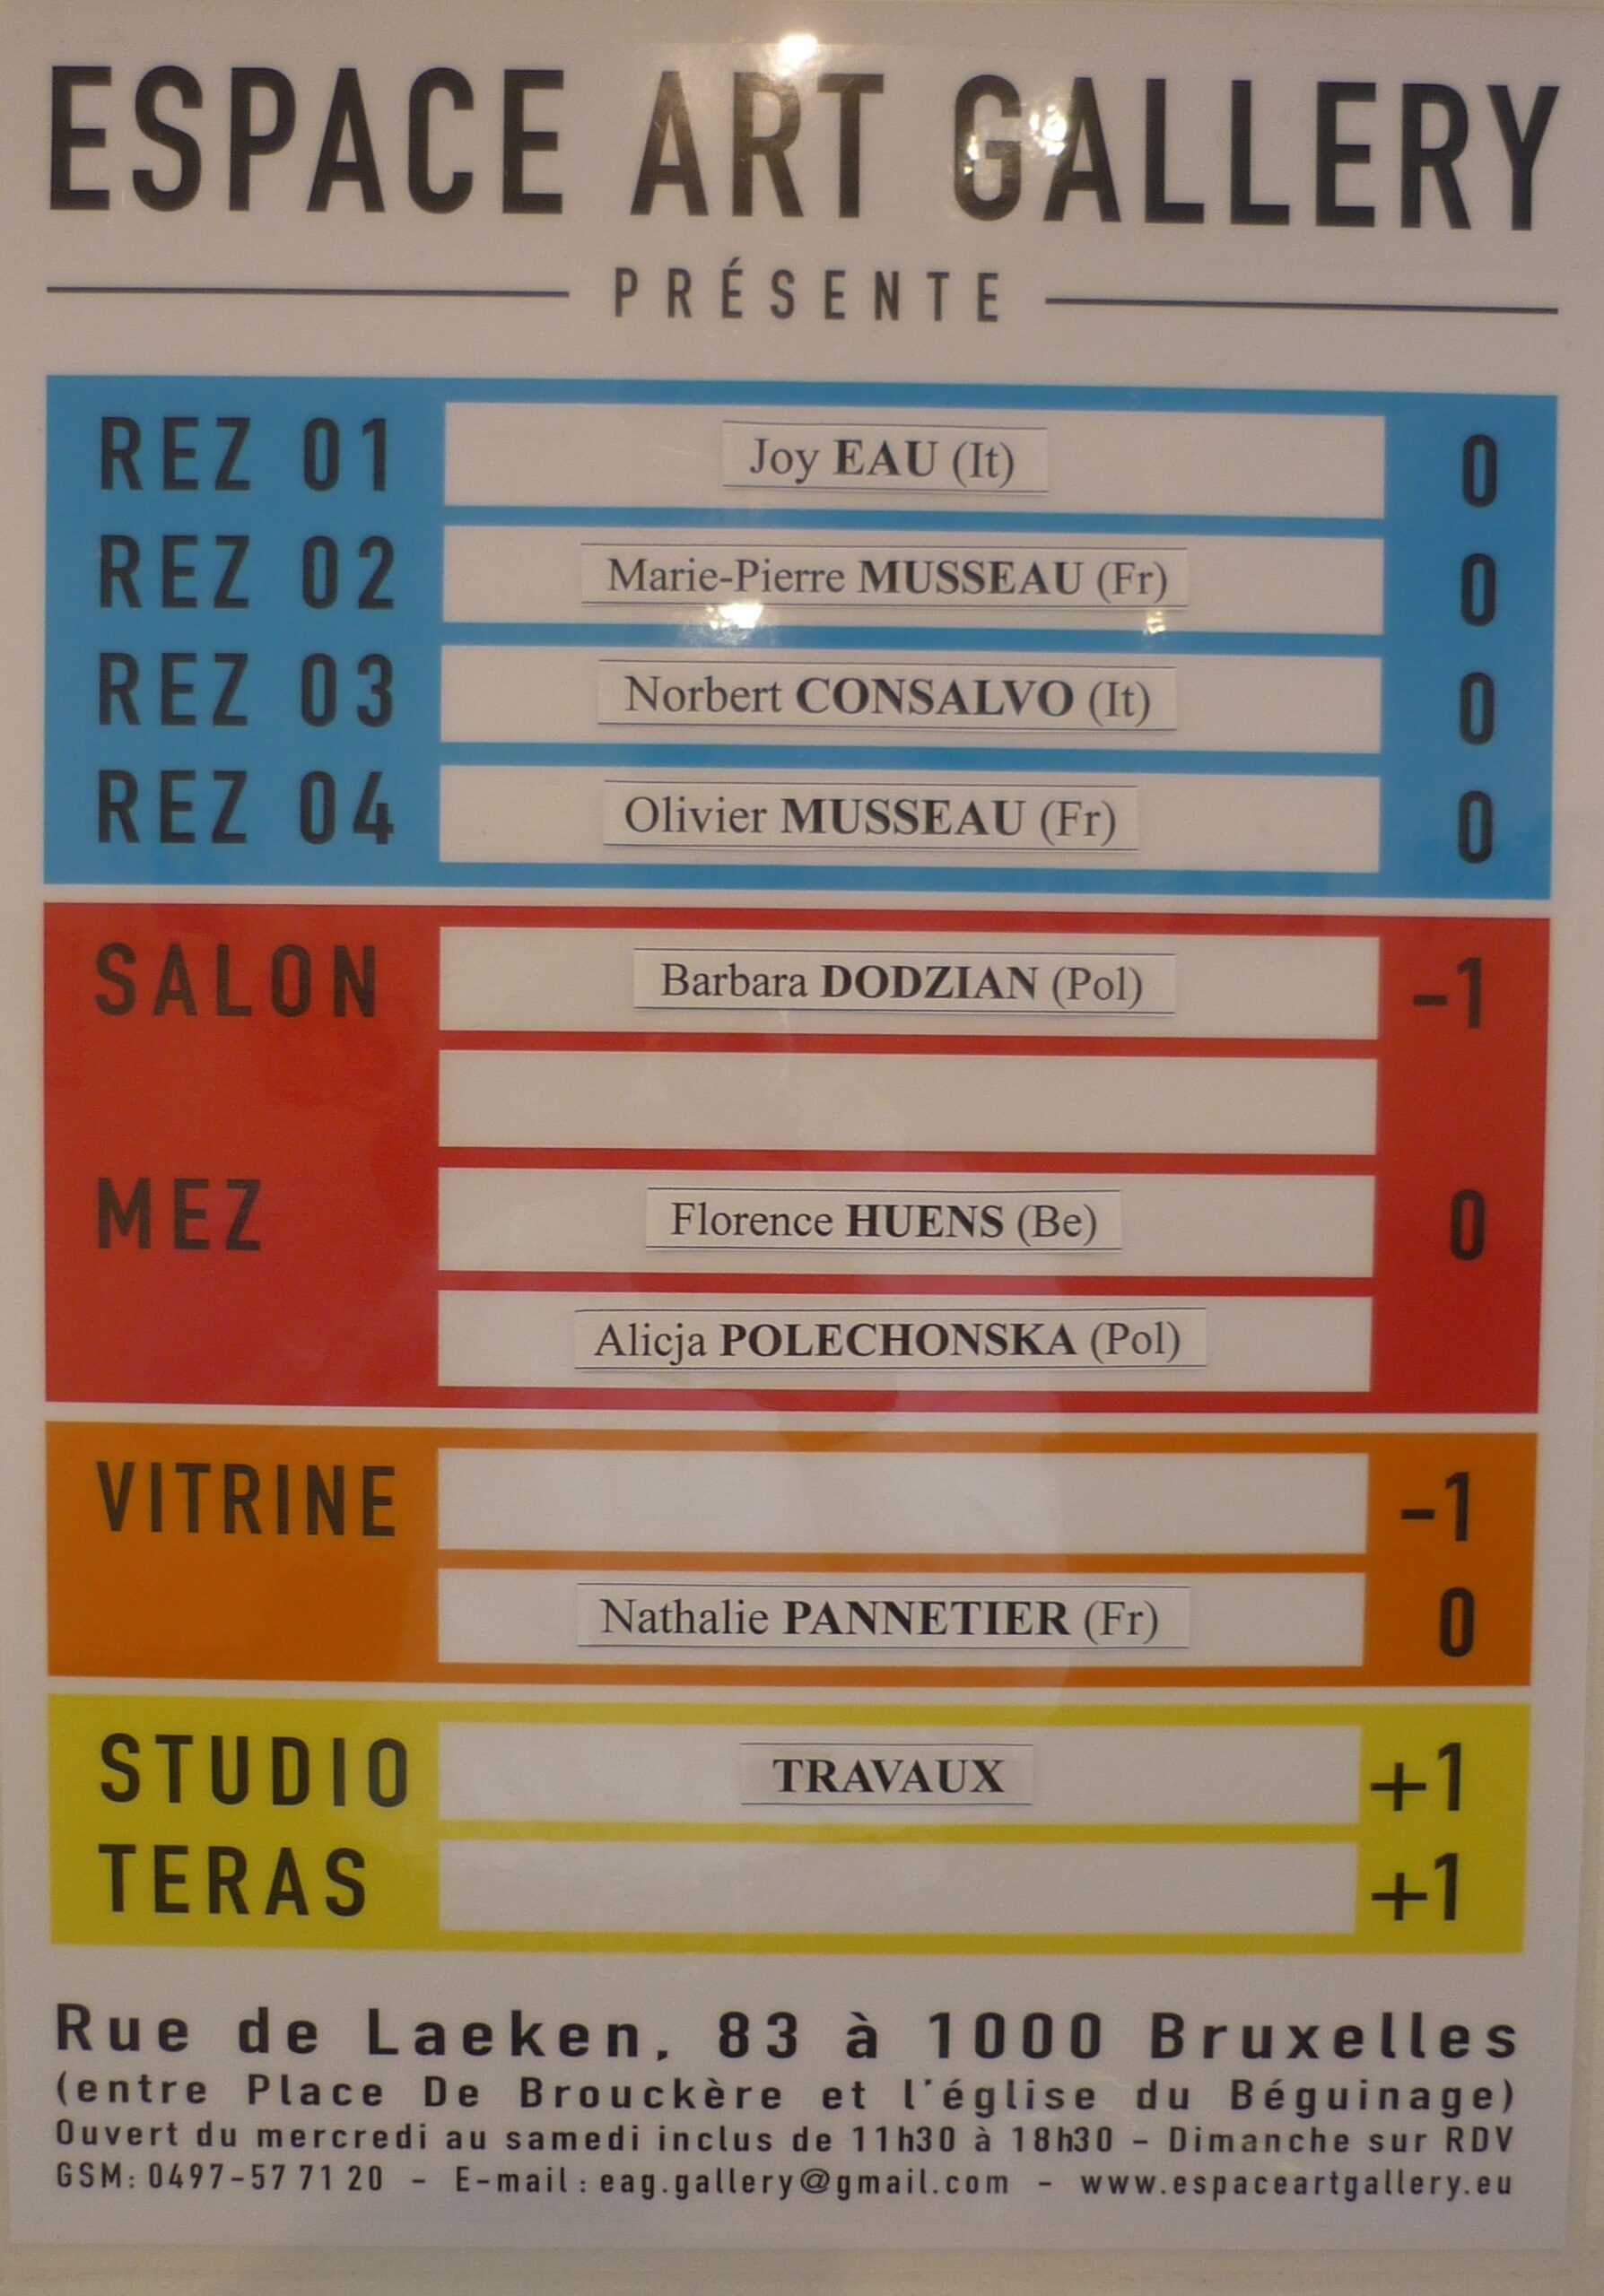 ESPACE ART GALLERY
PRÉSENTE
REZ 01 Joy EAU (It) 0
REZ 02 Marie-Pierre MUSSEAU (Fr) 0
REZ 03 Norbert CONSALVO (It) 0
REZ 04 Olivier MUSSEAU (Fr) 0
SALON Barbara DODZIAN (Pol) -1
MEZ Florence HUENS (Be) 0
Alicja POLECHONSKA (Pol)
VITRINE -1
Nathalie PANNETIER (Fr) 0
STUDIO TRAVAUX +1
TERAS +1
Rue de Laeken, 83 à 1000 Bruxelles
(entre Place De Brouckère et l'église du Béguinage)
Ouvert du mercredi au samedi inclus de 11h30 à 18h30 - Dimanche sur RDV
GSM: 0497-57 71 20 - E-mail : eag.gallery@gmail.com - www.espaceartgallery.eu